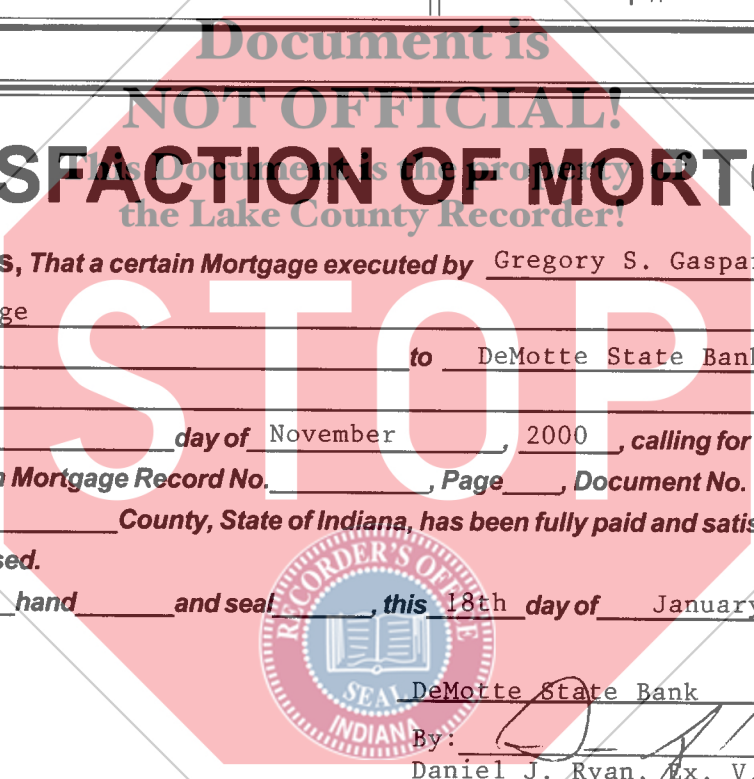 Document is
NOT OFFICIAL!
SFACTION OF MORT
This Document is the property of
the Lake County Recorder!
s, That a certain Mortgage executed by Gregory S. Gaspa
ge
to DeMotte State Bank
day of November, 2000, calling for
Mortgage Record No. , Page , Document No.
County, State of Indiana, has been fully paid and satis
sed.
hand and seal , this 18th day of January
STOP
RECORDER'S OFFICE
SEAL
INDIANA
DeMotte State Bank
By:
Daniel J. Ryan, Ex. V.